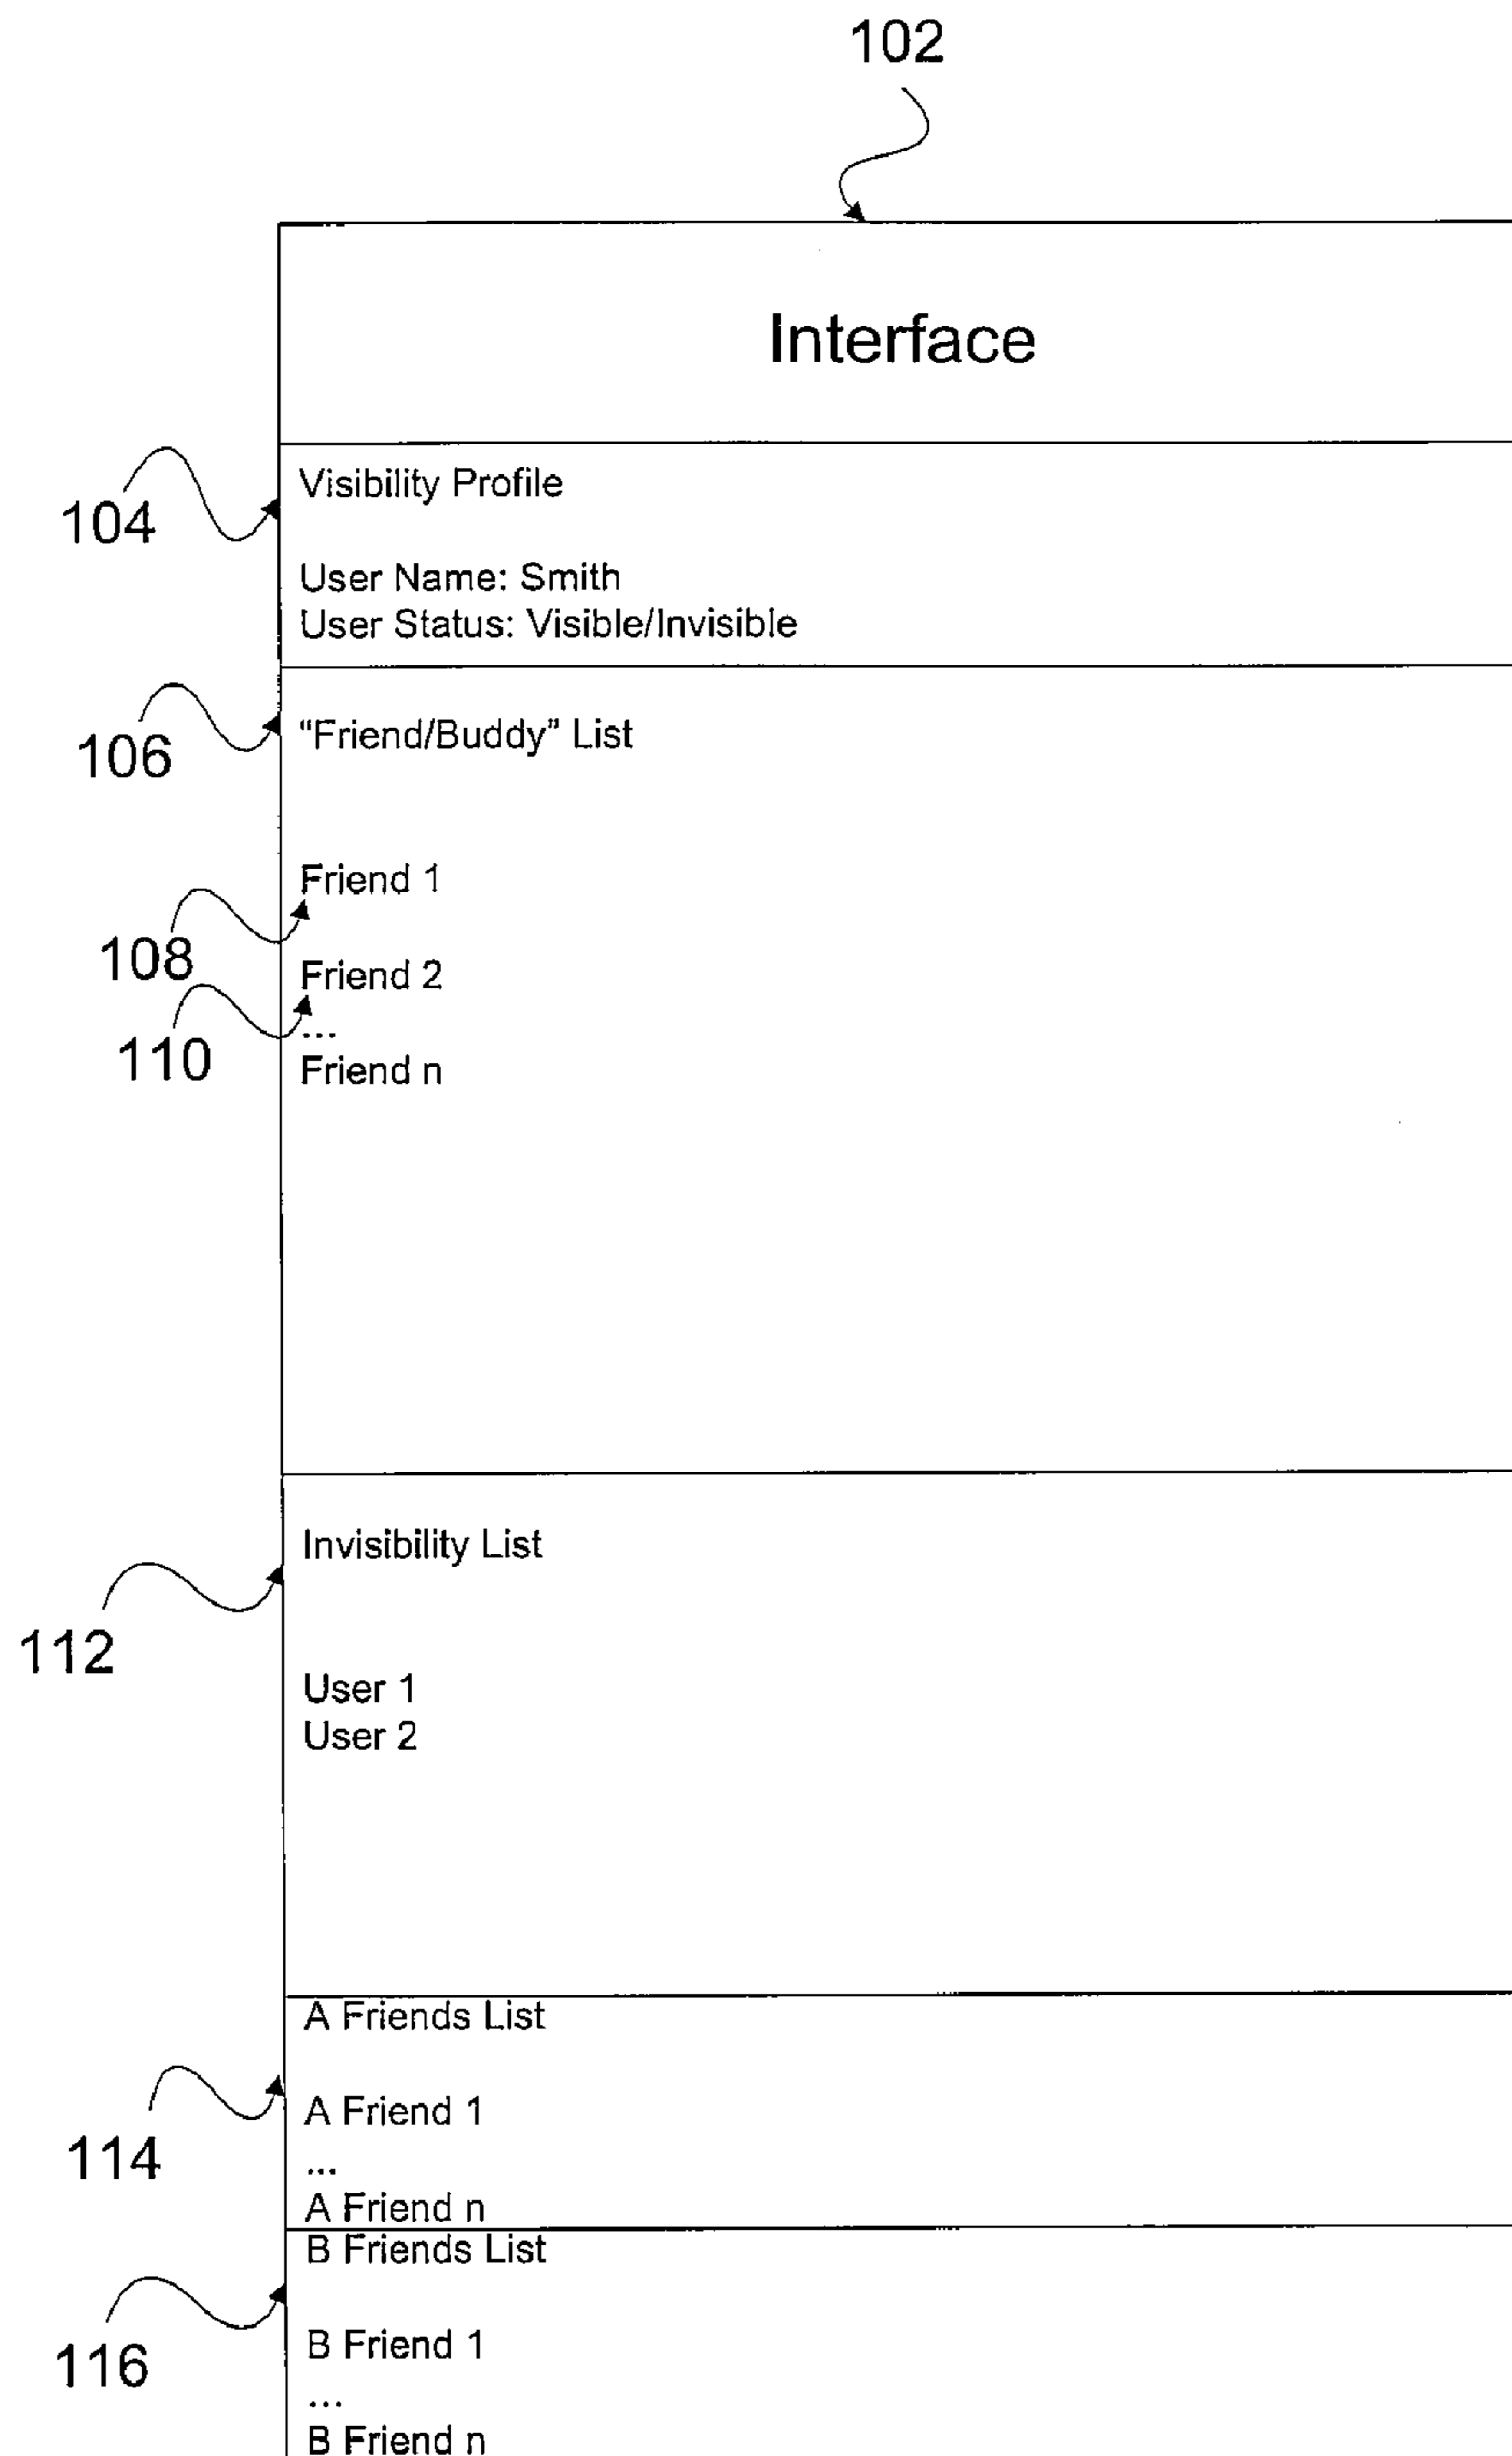 102
Interface
104
Visibility Profile
User Name: Smith
User Status: Visible/Invisible
106
“Friend/Buddy” List
Friend 1
108
Friend 2
110
...
Friend n
Invisibility List
112
User 1
User 2
A Friends List
114
A Friend 1
...
A Friend n
B Friends List
116
B Friend 1
...
B Friend n